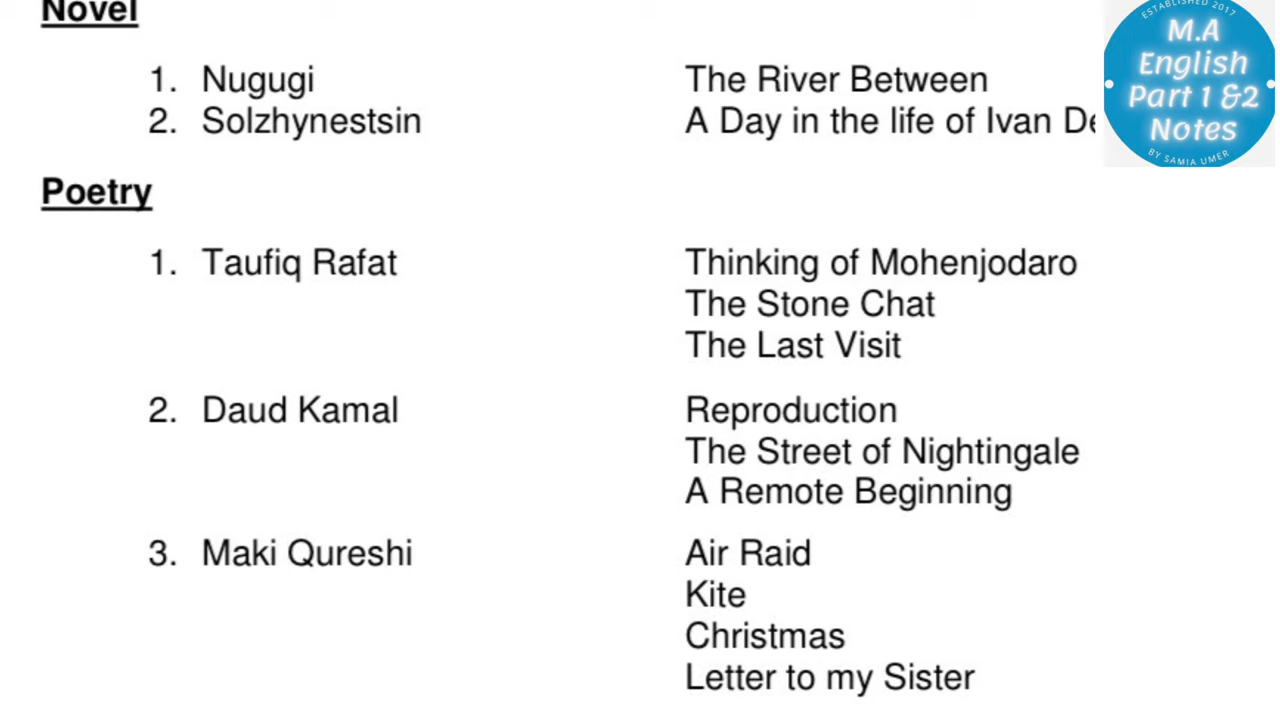 Novel
1. Nugugi The River Between
2. Solzhynestsin A Day in the life of Ivan
Poetry
1. Taufiq Rafat Thinking of Mohenjodaro
The Stone Chat
The Last Visit
2. Daud Kamal Reproduction
The Street of Nightingale
A Remote Beginning
3. Maki Qureshi Air Raid
Kite
Christmas
Letter to my Sister
ESTABLISHED 2017
M.A
English
Part 1 &2
Notes
BY SAMIA UMER